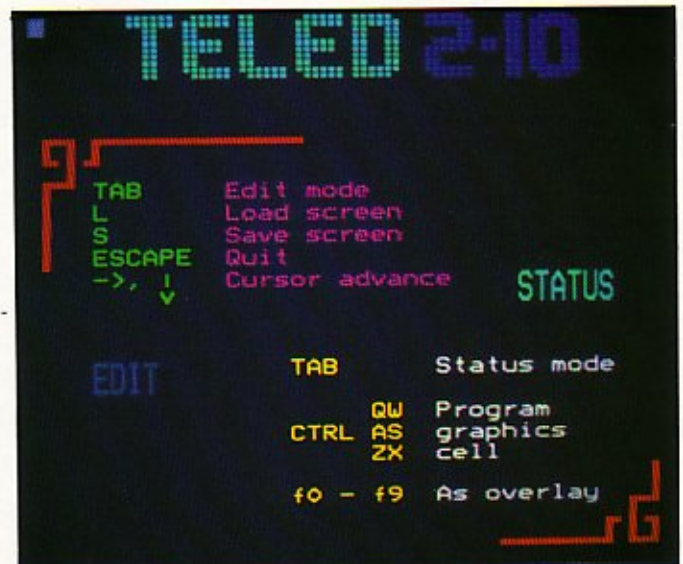 TELED 2·10
TAB Edit mode
L Load screen
S Save screen
ESCAPE Quit
->, ¦
v Cursor advance
STATUS
EDIT
TAB Status mode
QW Program
CTRL AS graphics
ZX cell
f0 - f9 As overlay